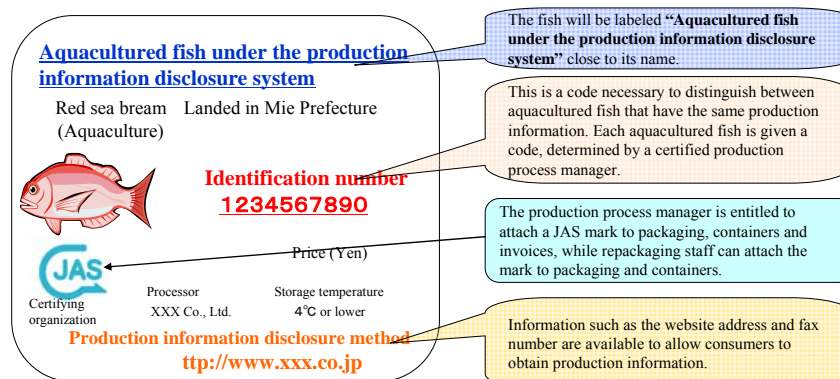 Aquacultured fish under the production
information disclosure system
Red sea bream Landed in Mie Prefecture
(Aquaculture)
Identification number
1234567890
JAS
Price (Yen)
Certifying
organization
Processor
XXX Co., Ltd.
Storage temperature
4℃ or lower
Production information disclosure method
ttp://www.xxx.co.jp
The fish will be labeled “Aquacultured fish
under the production information disclosure
system” close to its name.
This is a code necessary to distinguish between
aquacultured fish that have the same production
information. Each aquacultured fish is given a
code, determined by a certified production
process manager.
The production process manager is entitled to
attach a JAS mark to packaging, containers and
invoices, while repackaging staff can attach the
mark to packaging and containers.
Information such as the website address and fax
number are available to allow consumers to
obtain production information.